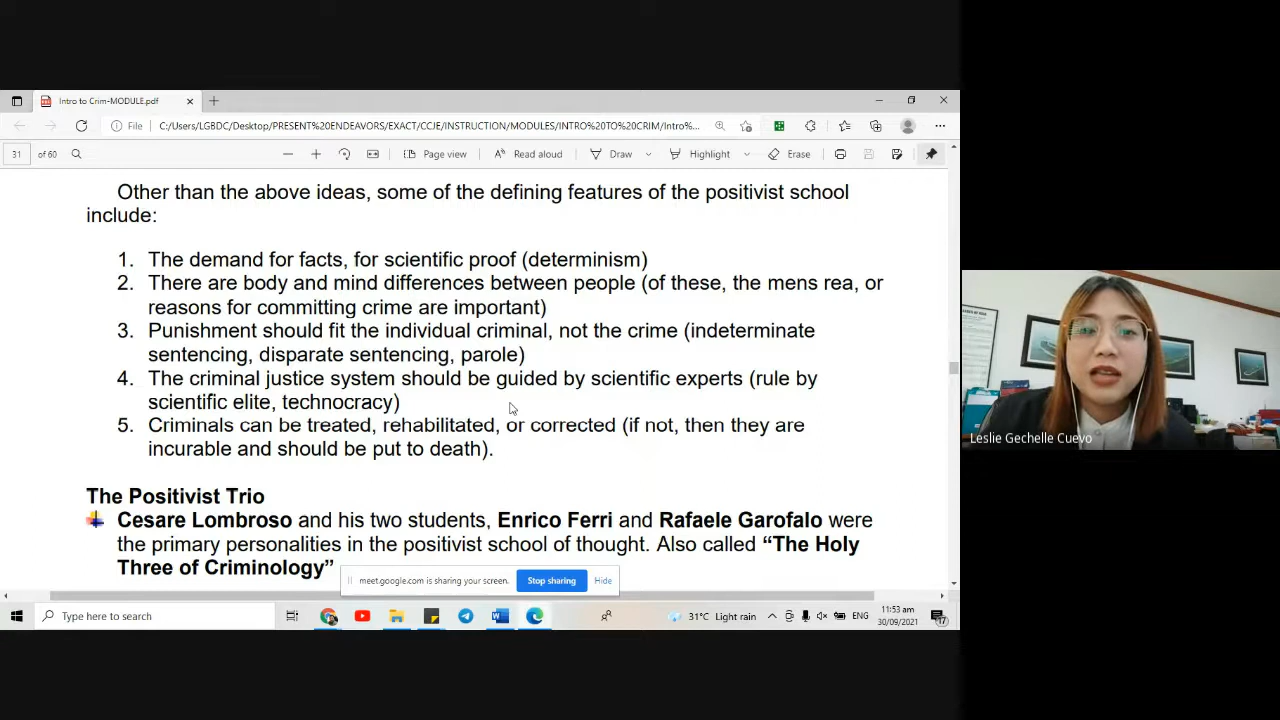 Intro to Crim-MODULE.pdf
File
C:/Users/LGBDC/Desktop/PRESENT%20ENDEAVORS/EXACT/CCJE/INSTRUCTION/MODULES/INTRO%20TO%20CRIM/Intro%...
31 of 60
Page view
Read aloud
Draw
Highlight
Erase
Other than the above ideas, some of the defining features of the positivist school
include:
1. The demand for facts, for scientific proof (determinism)
2. There are body and mind differences between people (of these, the mens rea, or
reasons for committing crime are important)
3. Punishment should fit the individual criminal, not the crime (indeterminate
sentencing, disparate sentencing, parole)
4. The criminal justice system should be guided by scientific experts (rule by
scientific elite, technocracy)
5. Criminals can be treated, rehabilitated, or corrected (if not, then they are
incurable and should be put to death).
The Positivist Trio
Cesare Lombroso and his two students, Enrico Ferri and Rafaele Garofalo were
the primary personalities in the positivist school of thought. Also called “The Holy
Three of Criminology”
meet.google.com is sharing your screen.
Stop sharing
Hide
Type here to search
31°C Light rain
ENG
11:53 am
30/09/2021
17
Leslie Gechelle Cuevo